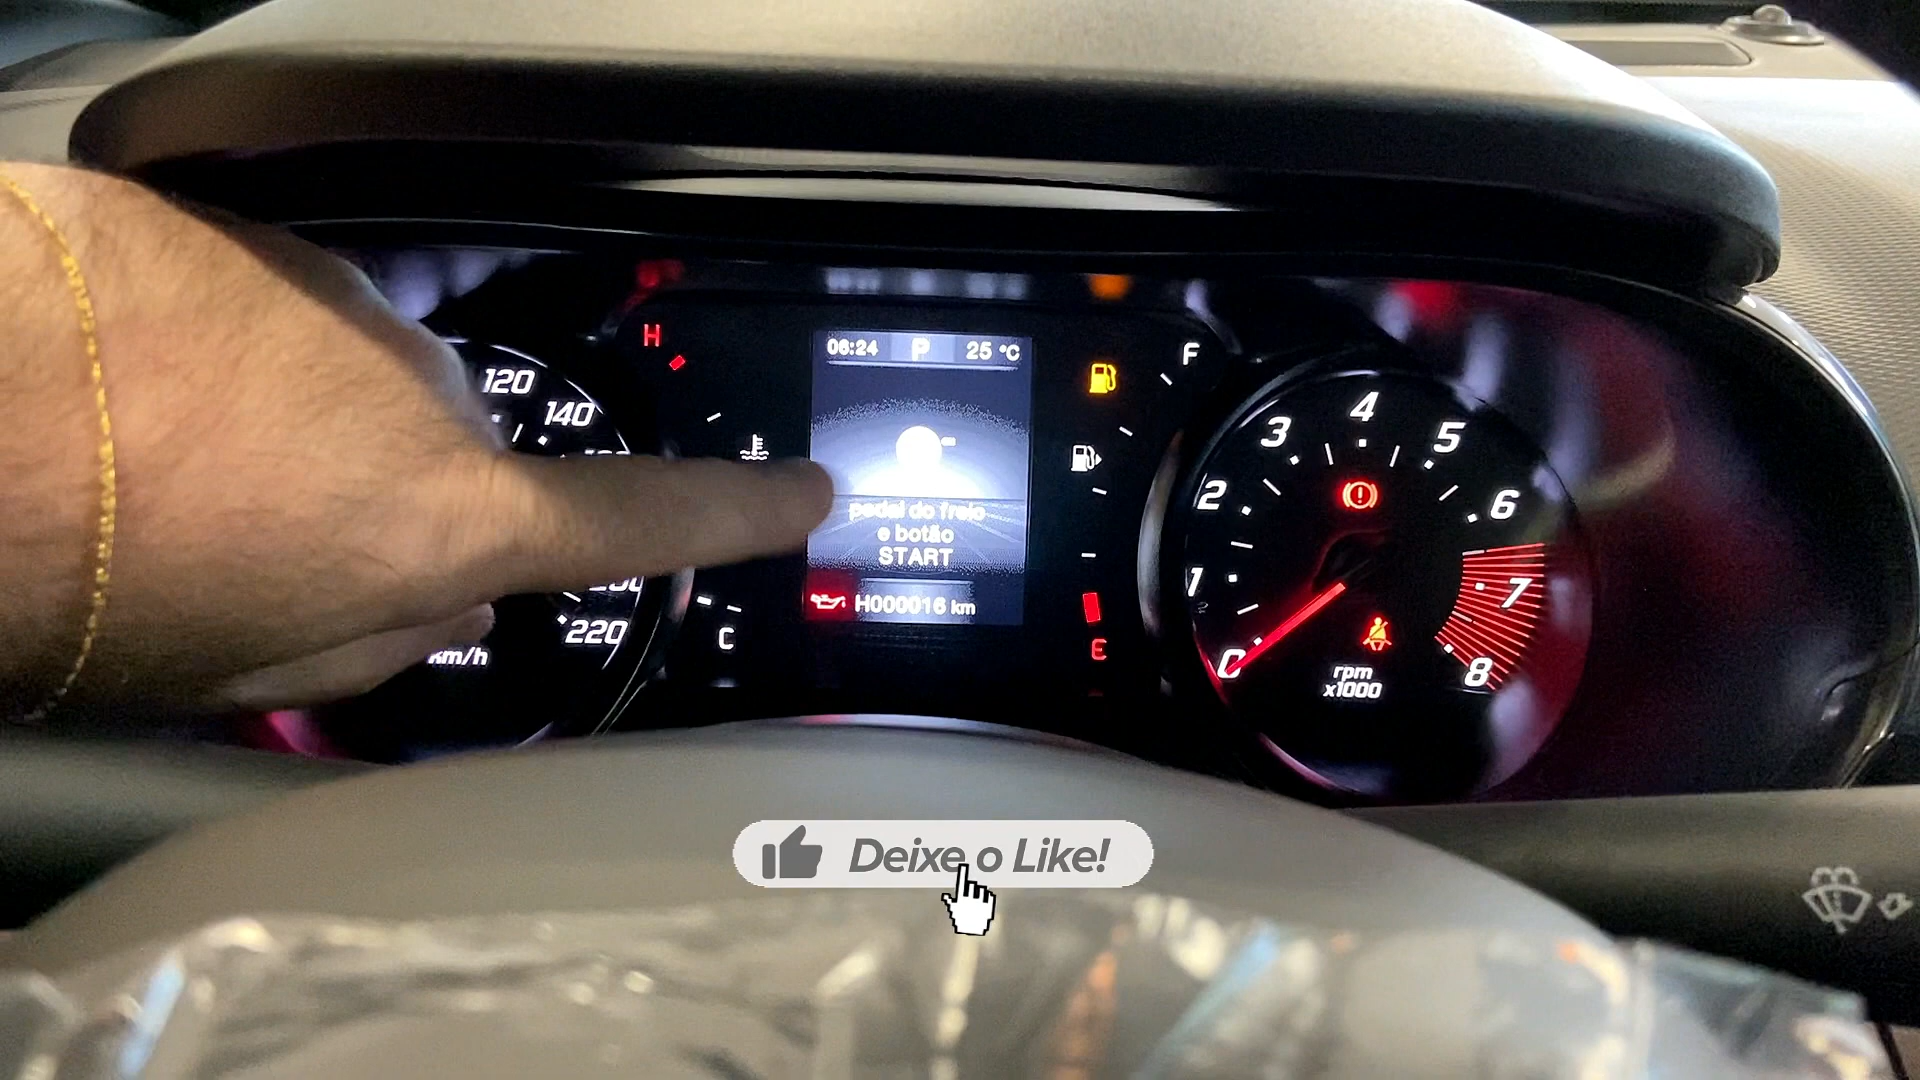 120
140
220
km/h
H
C
06:24 P 25 °C
pedal do freio
e botão
START
H000016 km
F
E
0
1
2
3
4
5
6
7
8
rpm
x1000
Deixe o Like!